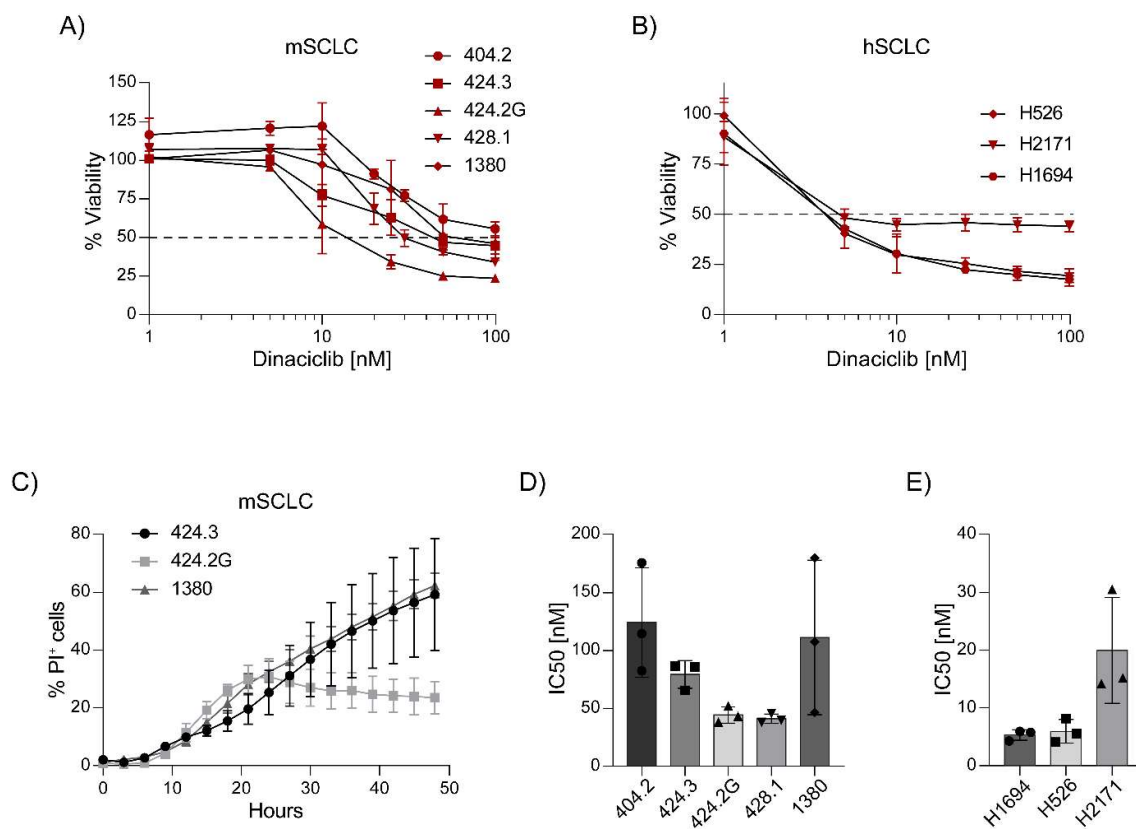 A)
mSCLC
404.2
424.3
424.2G
428.1
1380
% Viability
150
125
100
75
50
25
0
1
10
100
Dinaciclib [nM]
B)
hSCLC
H526
H2171
H1694
% Viability
100
75
50
25
0
1
10
100
Dinaciclib [nM]
C)
mSCLC
424.3
424.2G
1380
% PI+ cells
80
60
40
20
0
0
10
20
30
40
50
Hours
D)
IC50 [nM]
200
150
100
50
0
404.2
424.3
424.2G
428.1
1380
E)
IC50 [nM]
40
30
20
10
0
H1694
H526
H2171